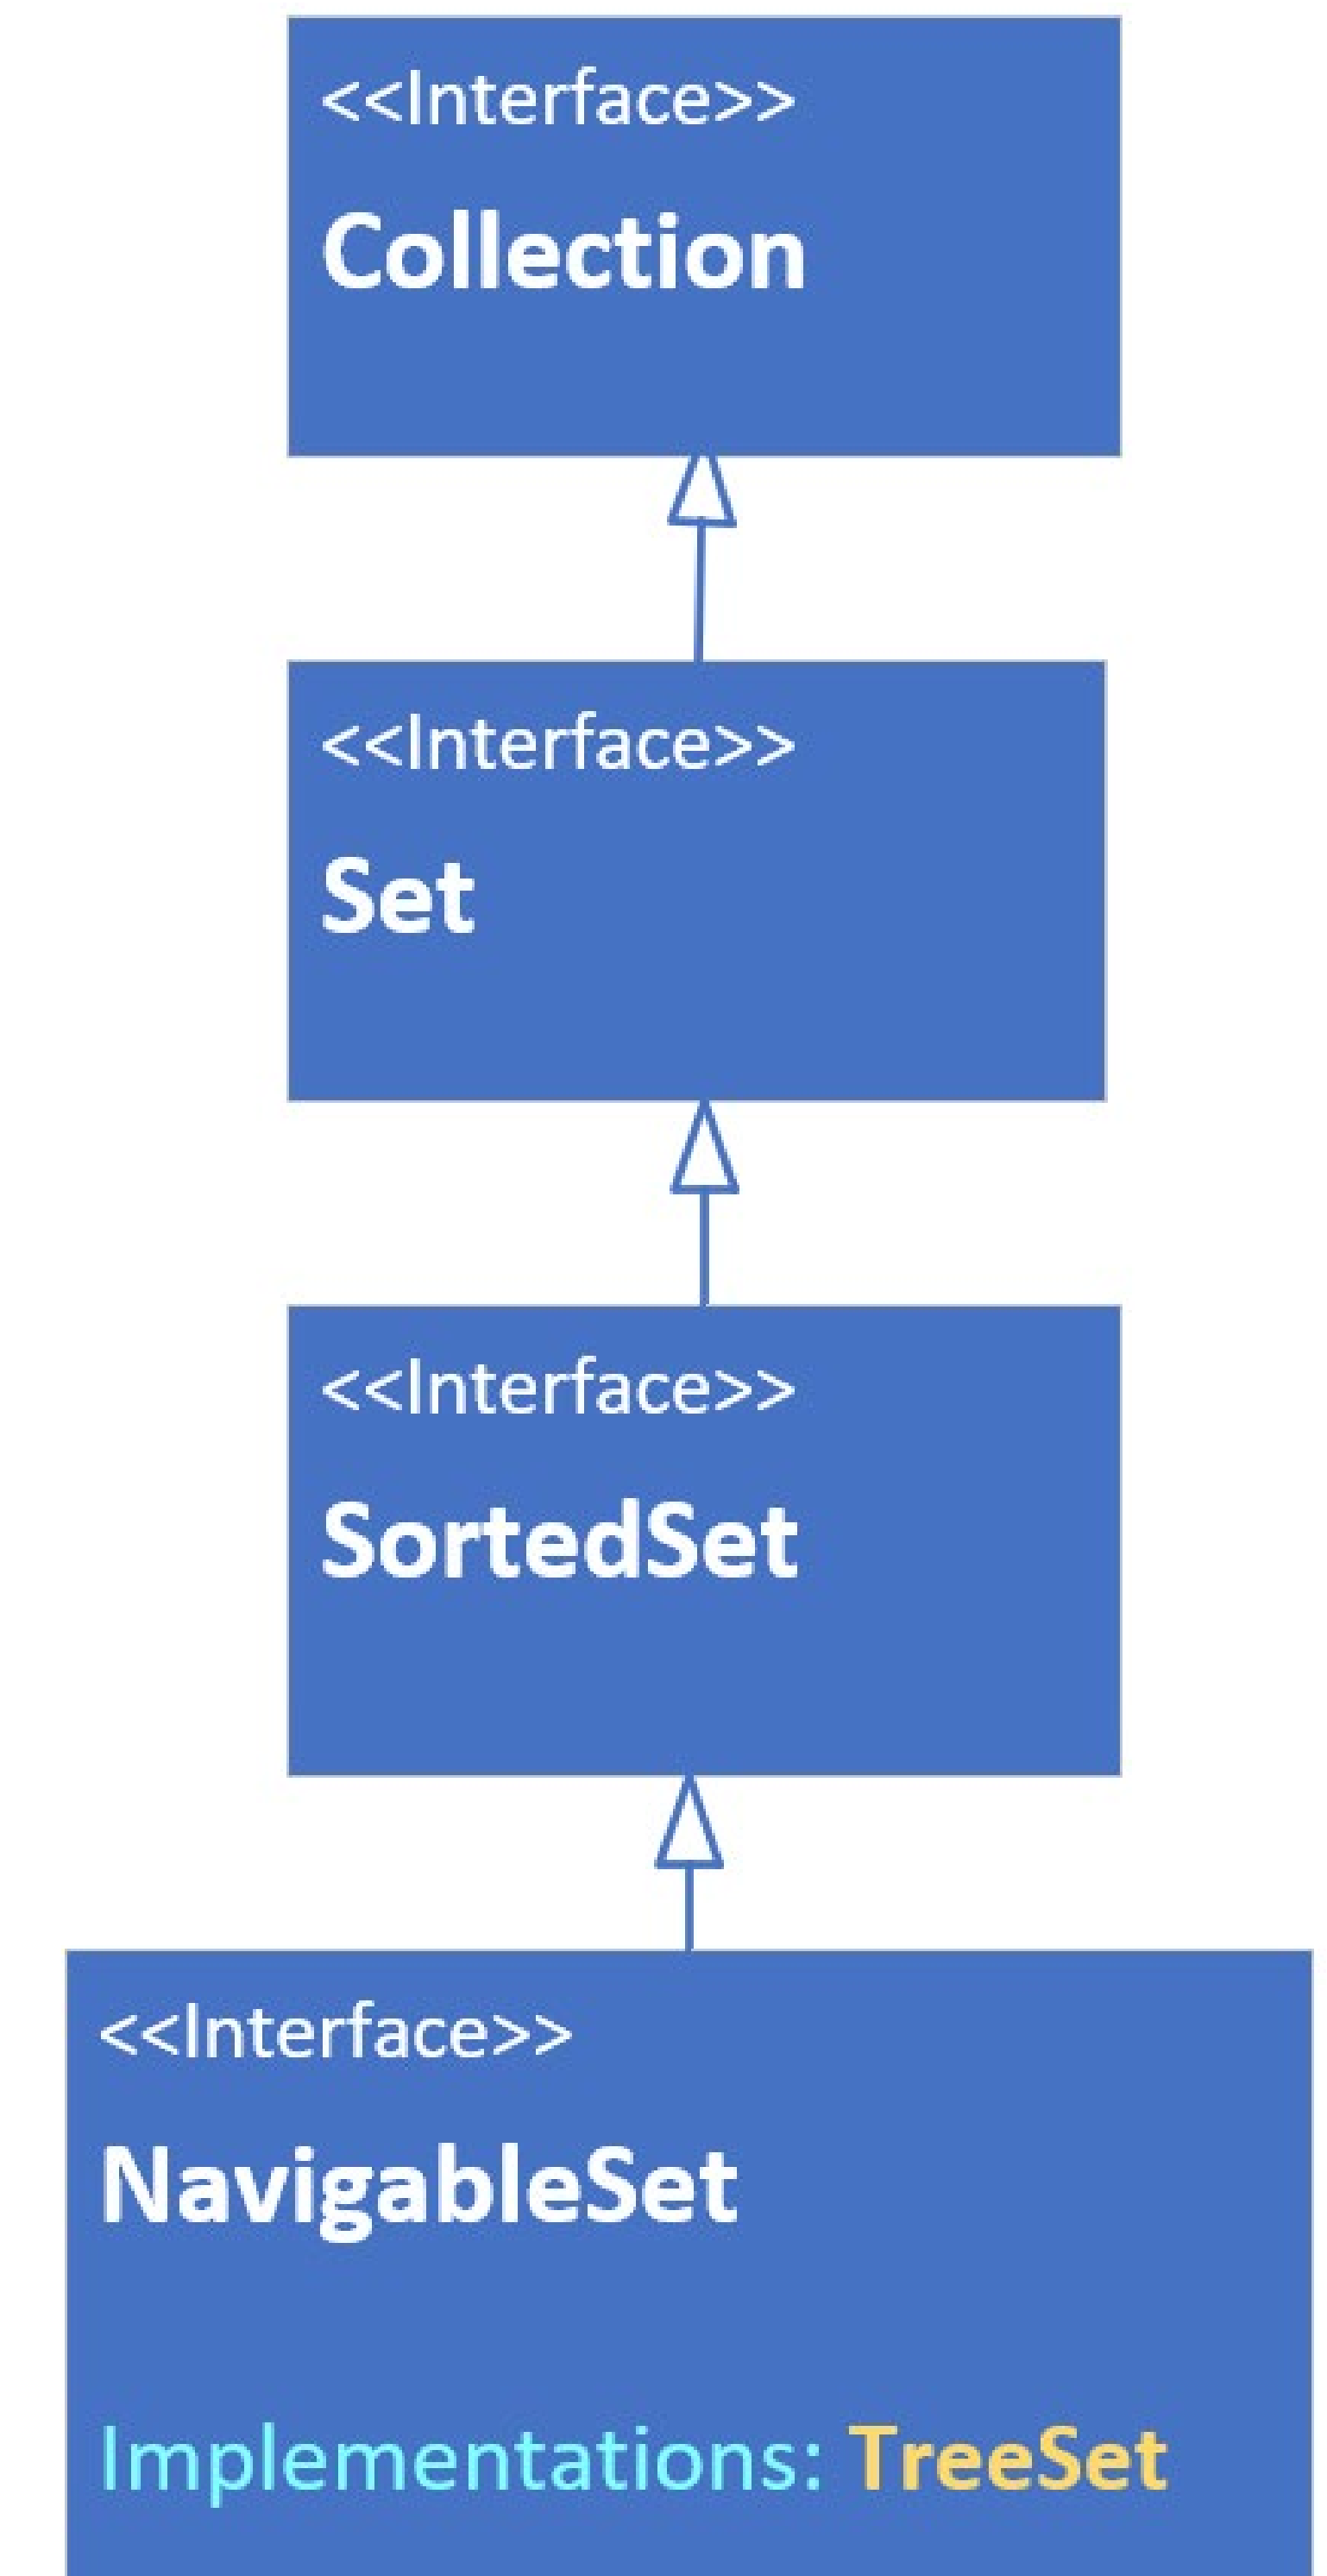 <<Interface>>
Collection
<<Interface>>
Set
<<Interface>>
SortedSet
<<Interface>>
NavigableSet
Implementations: TreeSet